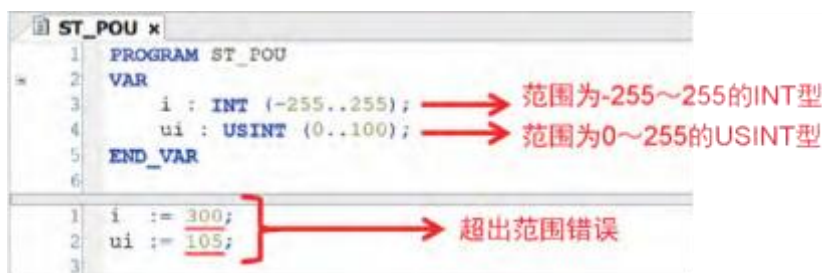 ST_POU x
1 PROGRAM ST_POU
2 VAR
3 i : INT (-255..255); 范围为-255～255的INT型
4 ui : USINT (0..100); 范围为0～255的USINT型
5 END_VAR
6
1 i := 300;
超出范围错误
2 ui := 105;
3